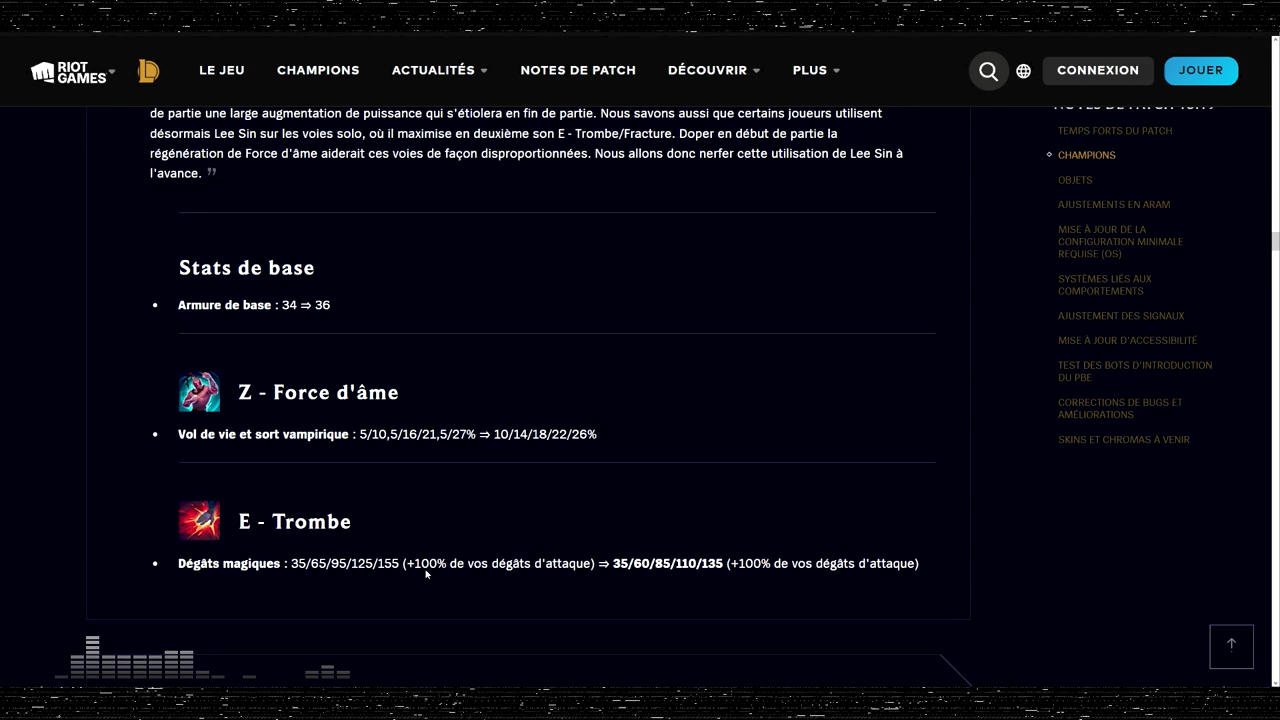 RIOT GAMES
LE JEU
CHAMPIONS
ACTUALITÉS
NOTES DE PATCH
DÉCOUVRIR
PLUS
CONNEXION
JOUER
de partie une large augmentation de puissance qui s'étiolera en fin de partie. Nous savons aussi que certains joueurs utilisent
désormais Lee Sin sur les voies solo, où il maximise en deuxième son E - Trombe/Fracture. Doper en début de partie la
régénération de Force d'âme aiderait ces voies de façon disproportionnées. Nous allons donc nerfer cette utilisation de Lee Sin à
l'avance. ”
Stats de base
• Armure de base : 34 ⇒ 36
Z - Force d'âme
• Vol de vie et sort vampirique : 5/10,5/16/21,5/27% ⇒ 10/14/18/22/26%
E - Trombe
• Dégâts magiques : 35/65/95/125/155 (+100% de vos dégâts d'attaque) ⇒ 35/60/85/110/135 (+100% de vos dégâts d'attaque)
TEMPS FORTS DU PATCH
CHAMPIONS
OBJETS
AJUSTEMENTS EN ARAM
MISE À JOUR DE LA
CONFIGURATION MINIMALE
REQUISE (OS)
SYSTÈMES LIÉS AUX
COMPORTEMENTS
AJUSTEMENT DES SIGNAUX
MISE À JOUR D'ACCESSIBILITÉ
TEST DES BOTS D'INTRODUCTION
DU PBE
CORRECTIONS DE BUGS ET
AMÉLIORATIONS
SKINS ET CHROMAS À VENIR